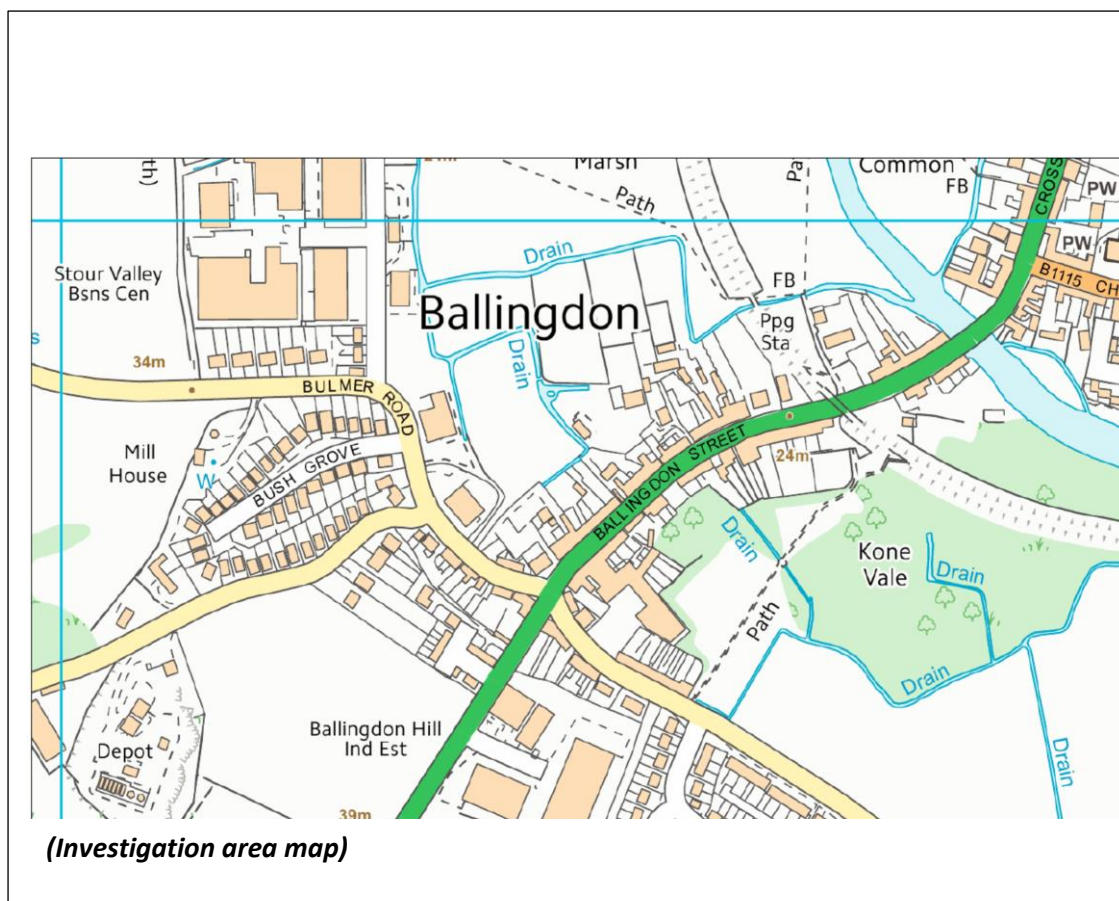 Marsh
Common
FB
Path
PW
CROSS
PW
Drain
B1115 CH
Stour Valley
Bsns Cen
FB
Ballingdon
Ppg
Sta
Drain
34m
BULMER ROAD
24m
BALLINGDON STREET
Mill
House
W
BUSH GROVE
Drain
Kone
Vale
Drain
Path
Drain
Ballingdon Hill
Ind Est
Depot
Drain
39m
(Investigation area map)